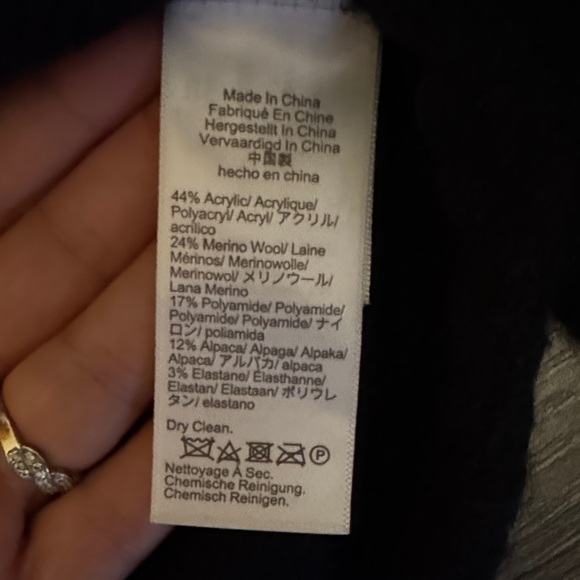 Made In China
Fabriqué En Chine
Hergestellt In China
Vervaardigd In China
中国製
hecho en china
44% Acrylic/ Acrylique/
Polyacryl/ Acryl/ アクリル/
acrilico
24% Merino Wool/ Laine
Mérinos/ Merinowolle/
Merinowol/ メリノウール/
Lana Merino
17% Polyamide/ Polyamide/
Polyamide/ Polyamide/ ナイ
ロン/ poliamida
12% Alpaca/ Alpaga/ Alpaka/
Alpaca/ アルパカ/ alpaca
3% Elastane/ Elasthanne/
Elastan/ Elastaan/ ポリウレ
タン/ elastano
Dry Clean.
P
Nettoyage À Sec.
Chemische Reinigung.
Chemisch Reinigen.